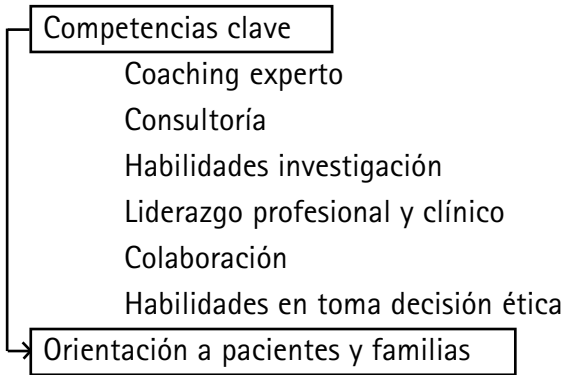 Competencias clave
Coaching experto
Consultoría
Habilidades investigación
Liderazgo profesional y clínico
Colaboración
Habilidades en toma decisión ética
Orientación a pacientes y familias